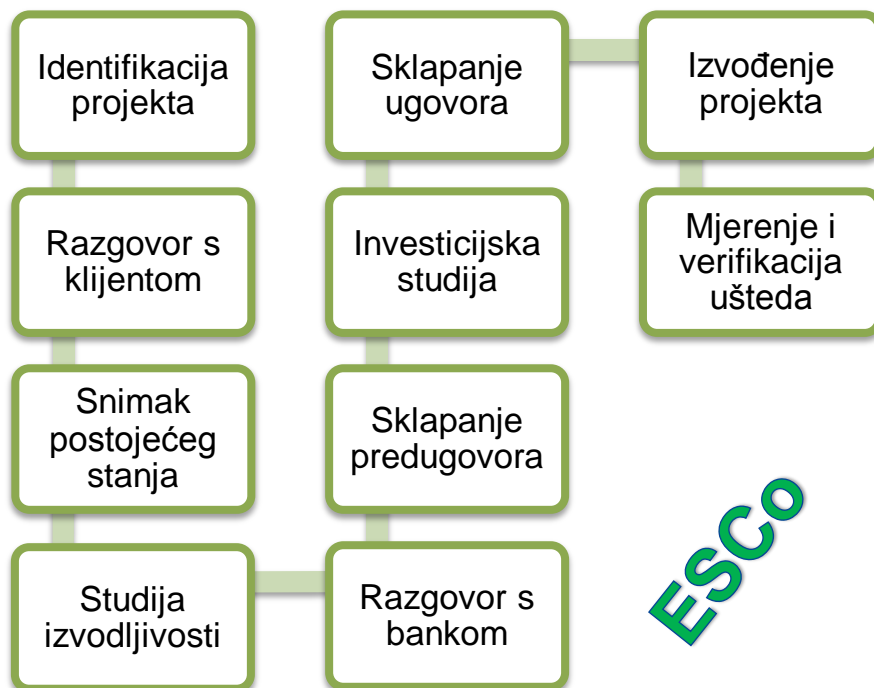 Identifikacija
projekta
Razgovor s
klijentom
Snimak
postojećeg
stanja
Studija
izvodljivosti
Razgovor s
bankom
Sklapanje
predugovora
Investicijska
studija
Sklapanje
ugovora
Izvođenje
projekta
Mjerenje i
verifikacija
ušteda
ESCo